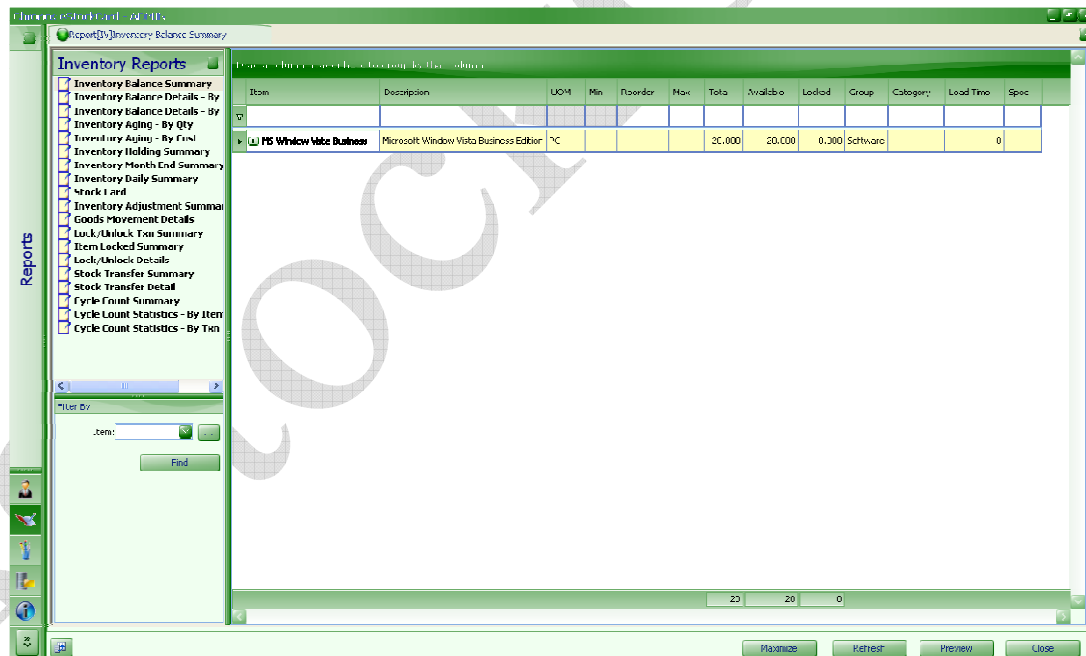 Report[IV]Inventory Balance Summary
Inventory Reports
Inventory Balance Summary
Inventory Balance Details - By
Inventory Balance Details - By
Inventory Aging - By Qty
Inventory Aging - By Cost
Inventory Holding Summary
Inventory Month End Summary
Inventory Daily Summary
Stock Card
Inventory Adjustment Summar
Goods Movement Details
Lock/Unlock Txn Summary
Item Locked Summary
Lock/Unlock Details
Stock Transfer Summary
Stock Transfer Detail
Cycle Count Summary
Cycle Count Statistics - By Item
Cycle Count Statistics - By Txn
Reports
Filter By
Item:
Find
Item Description UOM Min Reorder Max Total Available Locked Group Category Lead Time Spec
MS Window Vista Business Microsoft Window Vista Business Edition PC 20.000 20.000 0.000 Software 0
20 20 0
Maximize Refresh Preview Close